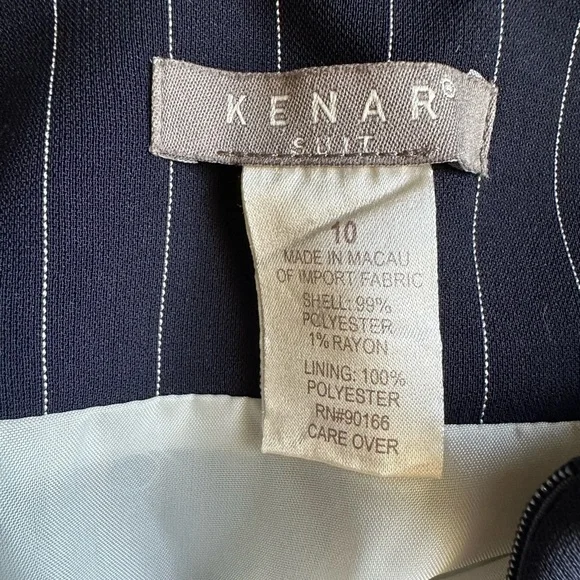 KENAR®
SUIT
10
MADE IN MACAU
OF IMPORT FABRIC
SHELL: 99%
POLYESTER
1% RAYON
LINING: 100%
POLYESTER
RN#90166
CARE OVER